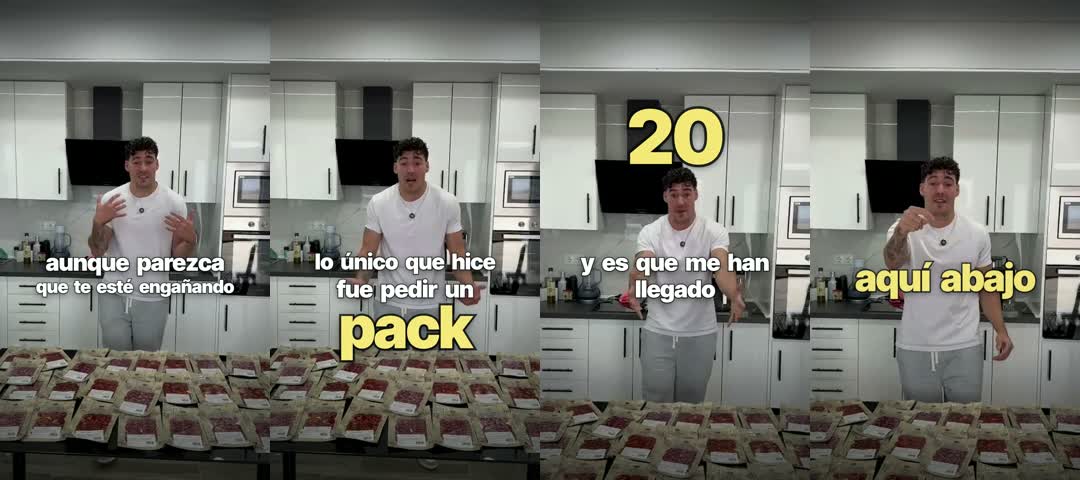 aunque parezca
que te esté engañando
lo único que hice
fue pedir un
pack
20
y es que me han
llegado
aquí abajo